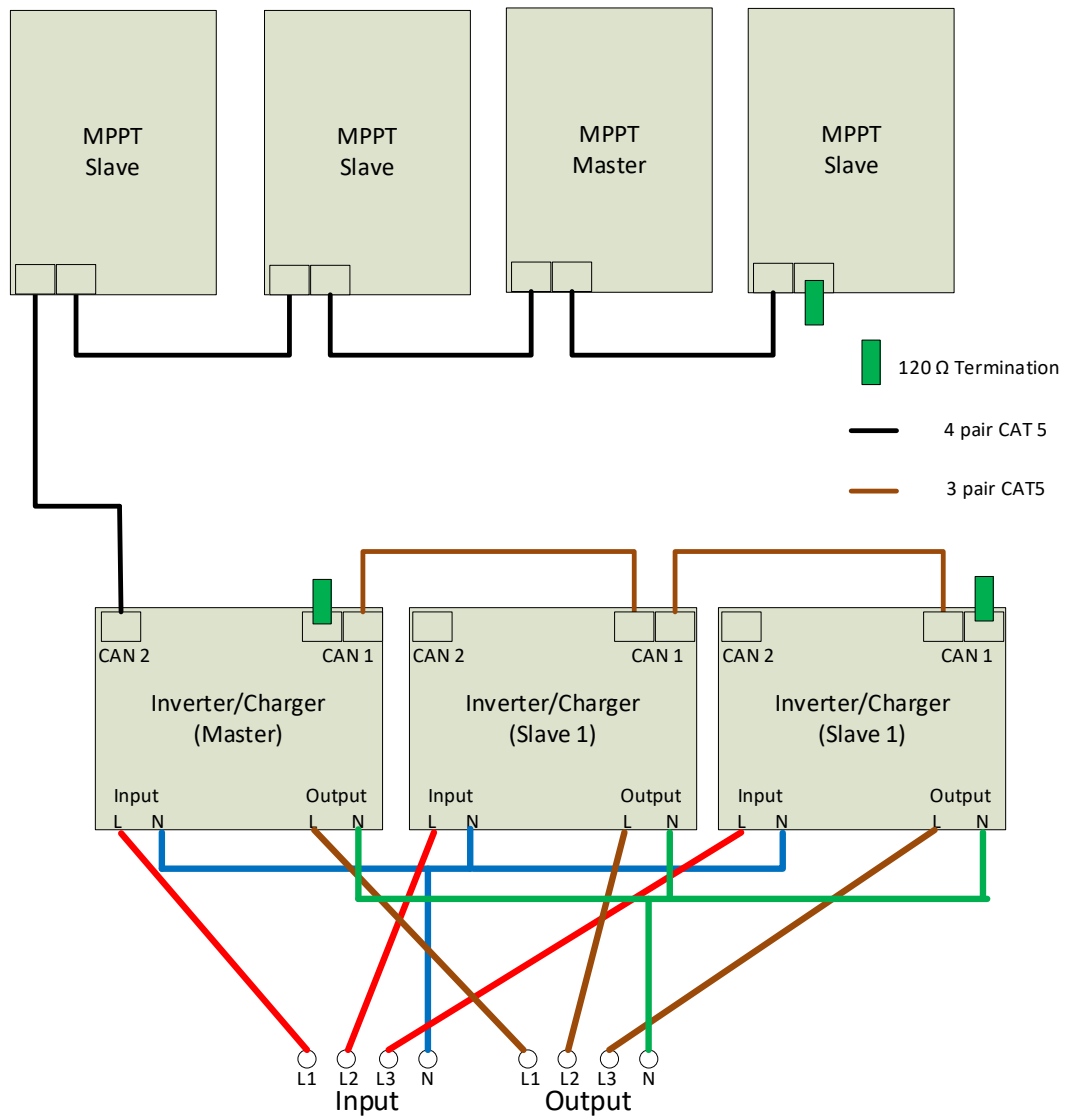 MPPT
Slave
MPPT
Slave
MPPT
Master
MPPT
Slave
120 Ω Termination
4 pair CAT 5
3 pair CAT5
CAN 2
CAN 1
CAN 2
CAN 1
CAN 2
CAN 1
Inverter/Charger
(Master)
Inverter/Charger
(Slave 1)
Inverter/Charger
(Slave 1)
Input
Output
Input
Output
Input
Output
L N
L N
L N
L N
L N
L N
L1 L2 L3 N
L1 L2 L3 N
Input
Output